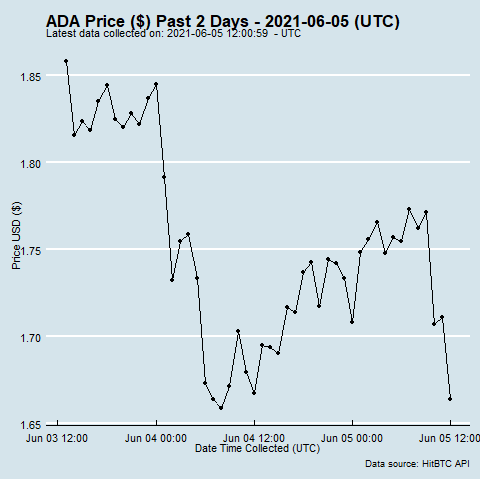 ADA Price ($) Past 2 Days - 2021-06-05 (UTC)
Latest data collected on: 2021-06-05 12:00:59 - UTC
1.85
1.80
1.75
1.70
1.65
Price USD ($)
Jun 03 12:00 Jun 04 00:00 Jun 04 12:00 Jun 05 00:00 Jun 05 12:00
Date Time Collected (UTC)
Data source: HitBTC API